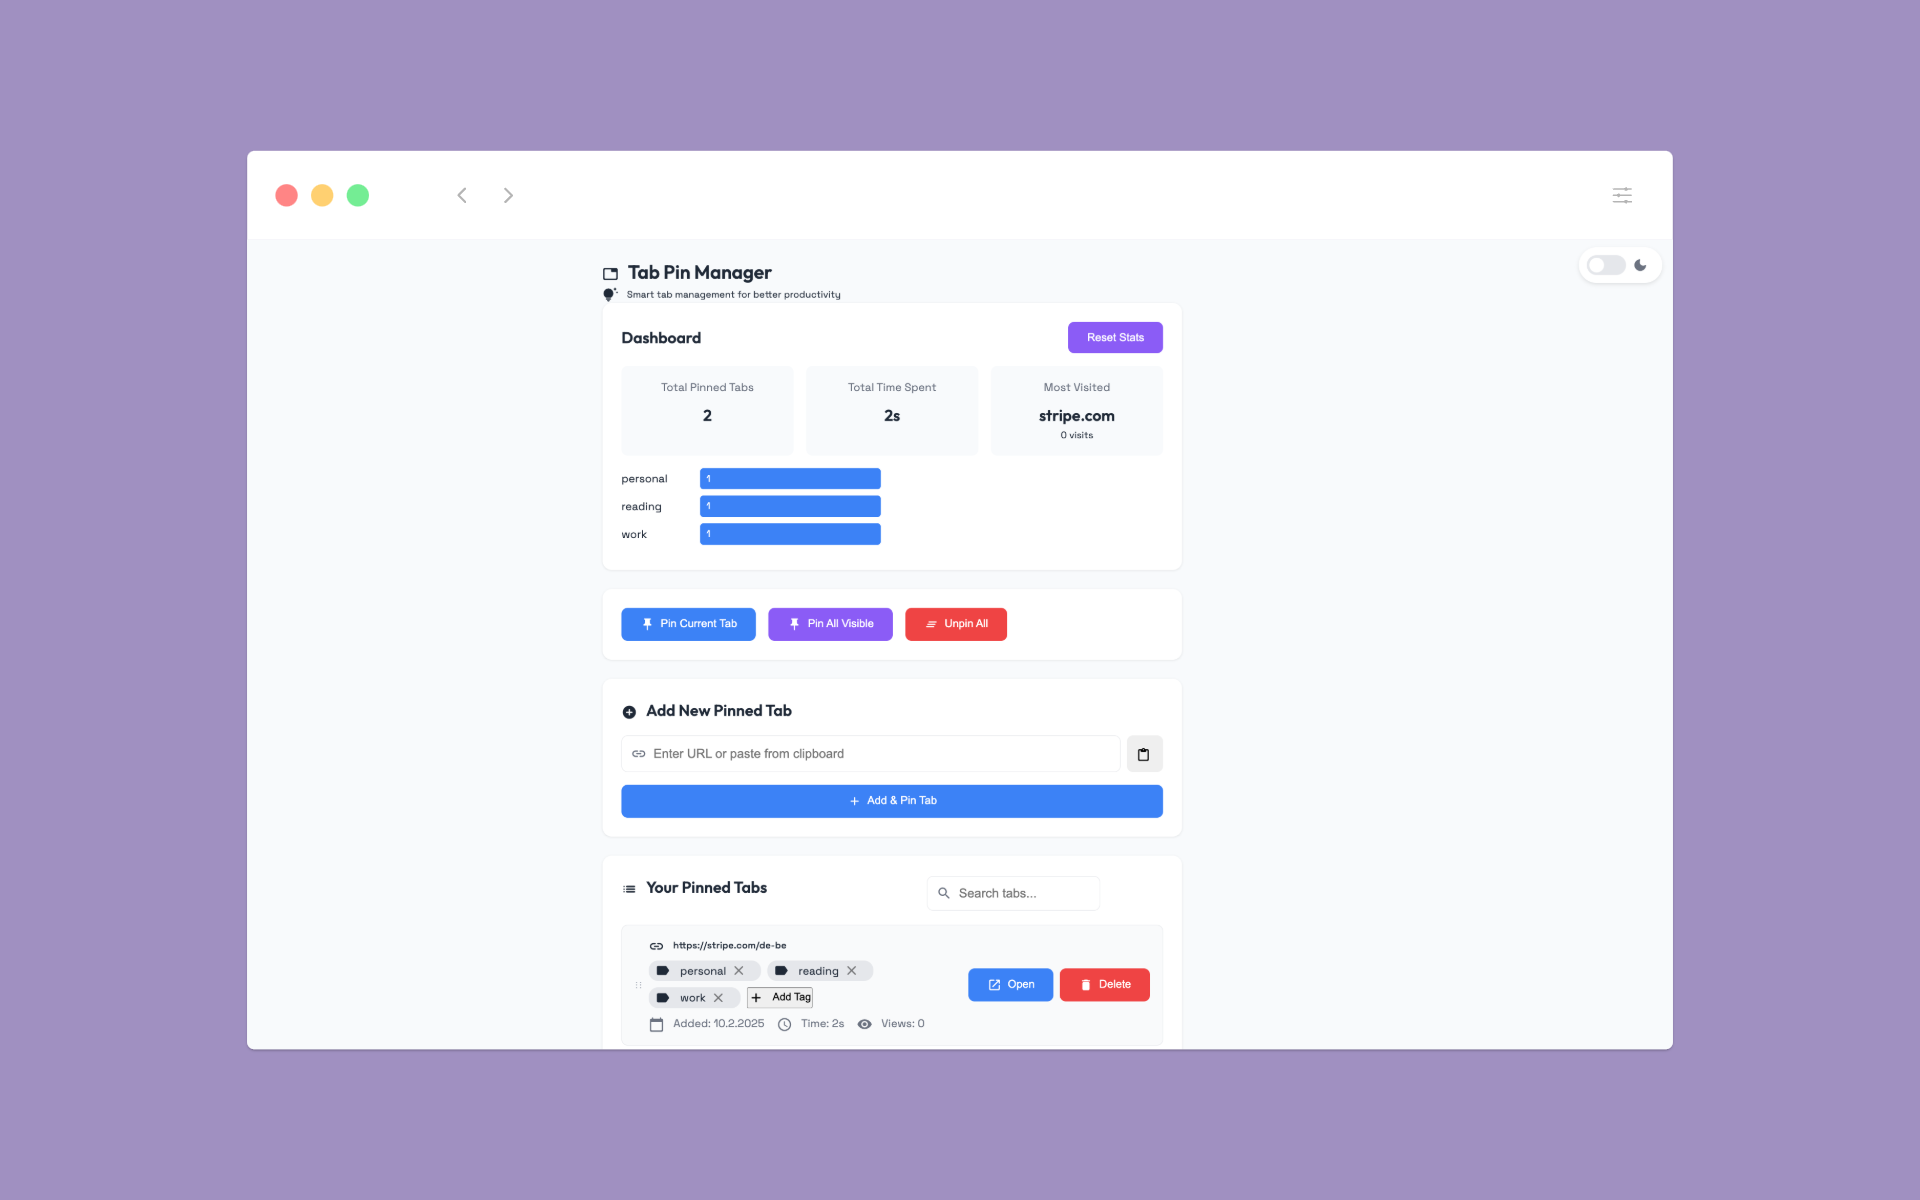 Tab Pin Manager
Smart tab management for better productivity
Dashboard
Reset Stats
Total Pinned Tabs
2
Total Time Spent
2s
Most Visited
stripe.com
0 visits
personal 1
reading 1
work 1
Pin Current Tab
Pin All Visible
Unpin All
Add New Pinned Tab
Enter URL or paste from clipboard
Add & Pin Tab
Your Pinned Tabs
Search tabs...
https://stripe.com/de-be
personal
reading
work
Add Tag
Added: 10.2.2025 Time: 2s Views: 0
Open
Delete